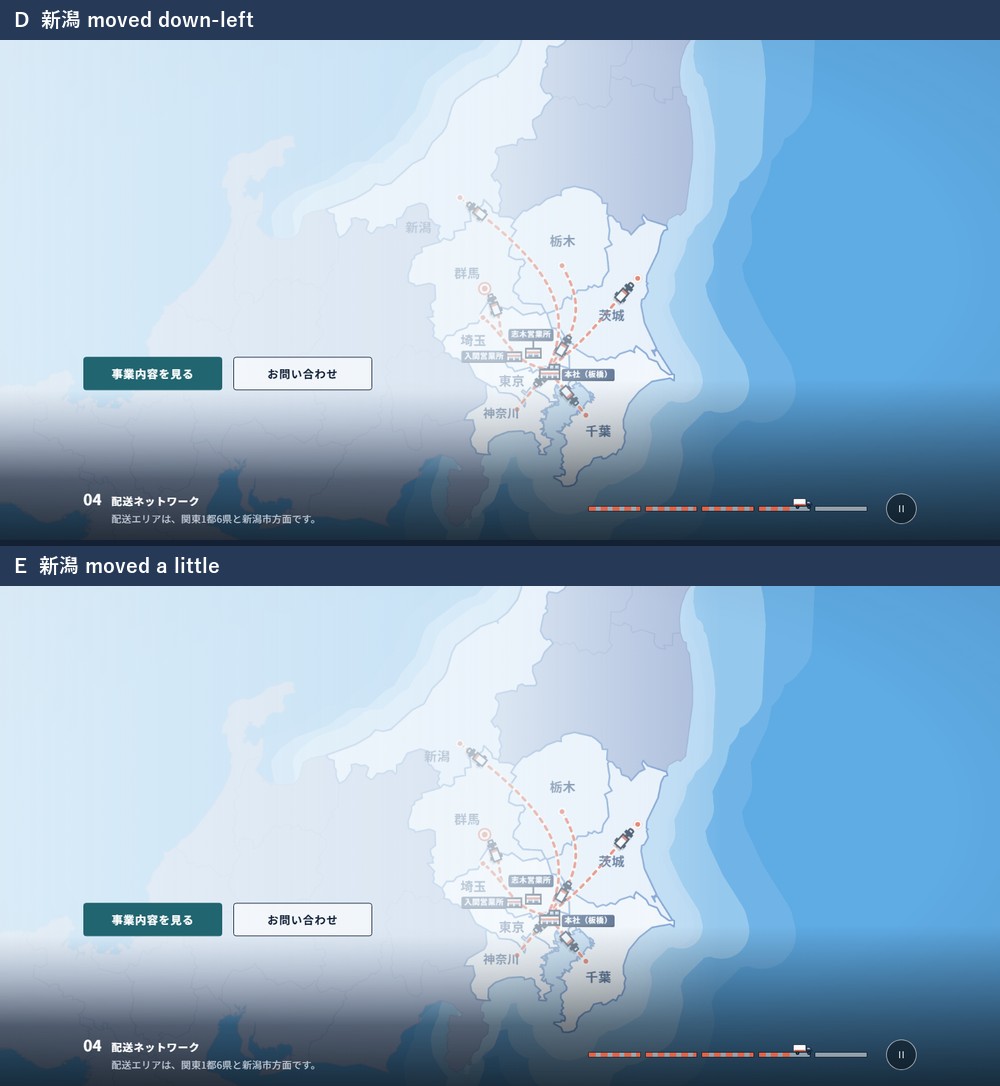 D 新潟 moved down-left
新潟
栃木
群馬
茨城
志木営業所
埼玉
入間営業所
事業内容を見る
お問い合わせ
東京
本社（板橋）
神奈川
千葉
04 配送ネットワーク
配送エリアは、関東1都6県と新潟市方面です。
E 新潟 moved a little
新潟
栃木
群馬
茨城
志木営業所
埼玉
入間営業所
事業内容を見る
お問い合わせ
東京
本社（板橋）
神奈川
千葉
04 配送ネットワーク
配送エリアは、関東1都6県と新潟市方面です。